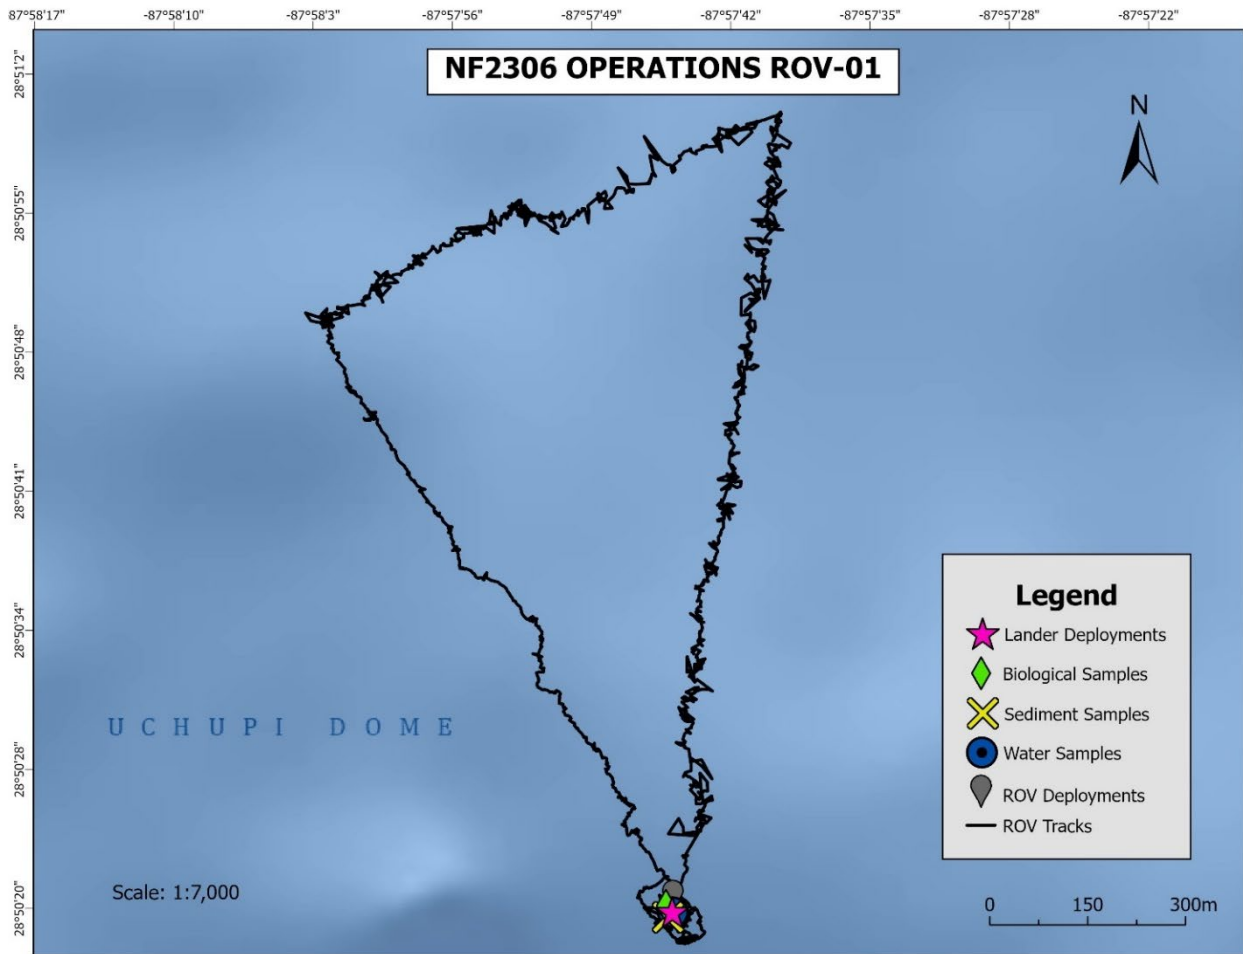 -87°58'17" -87°58'10" -87°58'3" -87°57'56" -87°57'49" -87°57'42" -87°57'35" -87°57'28" -87°57'22"
NF2306 OPERATIONS ROV-01
N
28°51'2"
28°50'55"
28°50'48"
28°50'41"
28°50'34"
28°50'28"
28°50'20"
UCHUPI DOME
Scale: 1:7,000
Legend
Lander Deployments
Biological Samples
Sediment Samples
Water Samples
ROV Deployments
ROV Tracks
0 150 300m